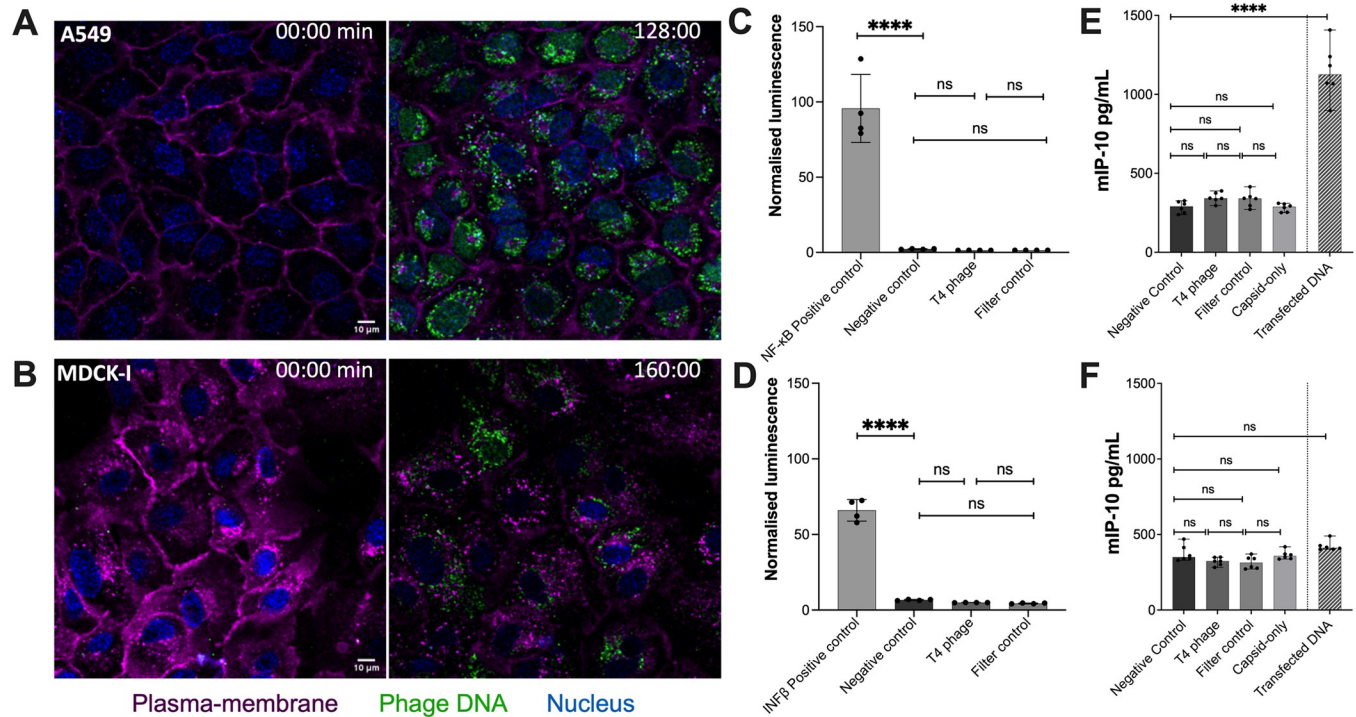 A
A549
00:00 min
128:00
10 µm
B
MDCK-I
00:00 min
160:00
10 µm
Plasma-membrane
Phage DNA
Nucleus
C
Normalised luminescence
150
100
50
0
****
ns
ns
ns
NF-κB Positive control
Negative control
T4 phage
Filter control
D
Normalised luminescence
150
100
50
0
****
ns
ns
ns
INFβ Positive control
Negative control
T4 phage
Filter control
E
mIP-10 pg/mL
1500
1000
500
0
****
ns
ns
ns
ns
ns
Negative Control
T4 phage
Filter control
Capsid-only
Transfected DNA
F
mIP-10 pg/mL
1500
1000
500
0
ns
ns
ns
ns
ns
ns
Negative Control
T4 phage
Filter control
Capsid-only
Transfected DNA